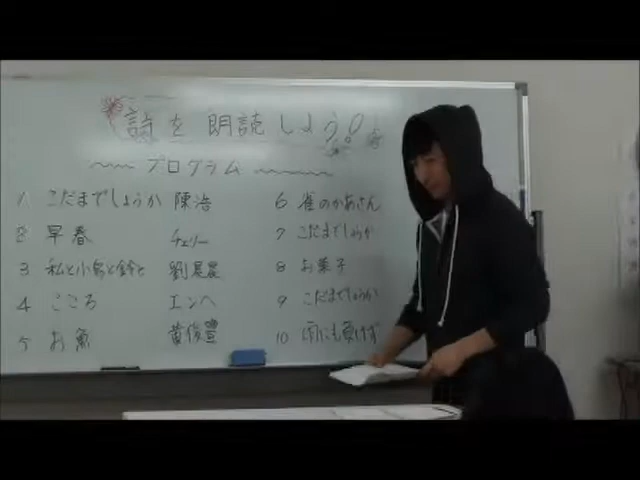 詩を朗読しよう!
プログラム
1 こだまでしょうか 陳浩
2 早春 チェリー
3 私と小鳥と鈴と 劉晨晨
4 こころ エンヘ
5 お魚 黄俊豐
6 雀のかあさん
7 こだまでしょうか
8 お菓子
9 こだまでしょうか
10 雨にも負けず